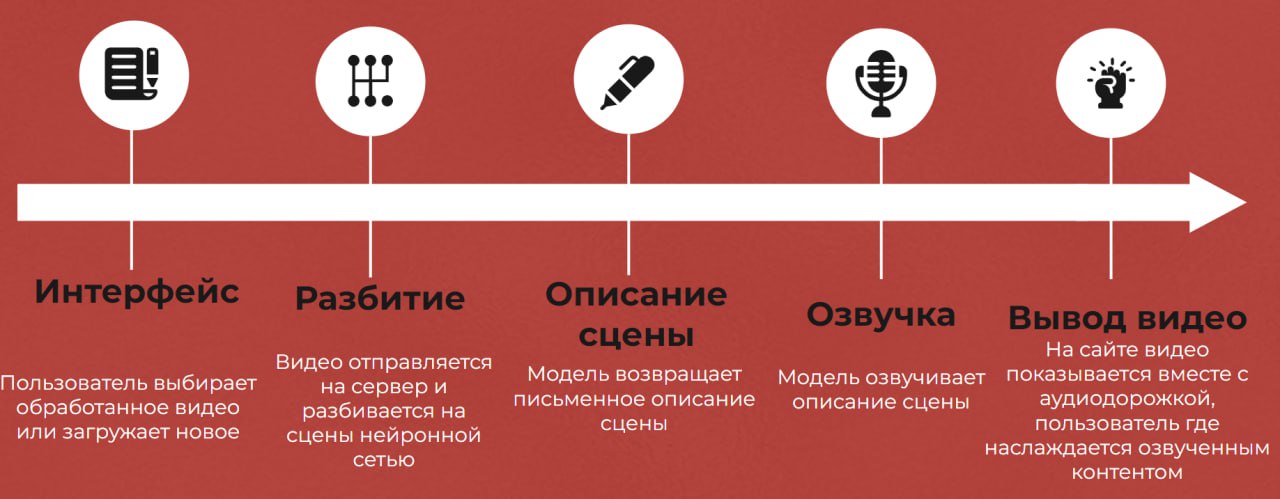 Интерфейс
Пользователь выбирает
обработанное видео
или загружает новое
Разбитие
Видео отправляется
на сервер и
разбивается на
сцены нейронной
сетью
Описание
сцены
Модель возвращает
письменное описание
сцены
Озвучка
Модель озвучивает
описание сцены
Вывод видео
На сайте видео
показывается вместе с
аудиодорожкой,
пользователь где
наслаждается озвученным
контентом